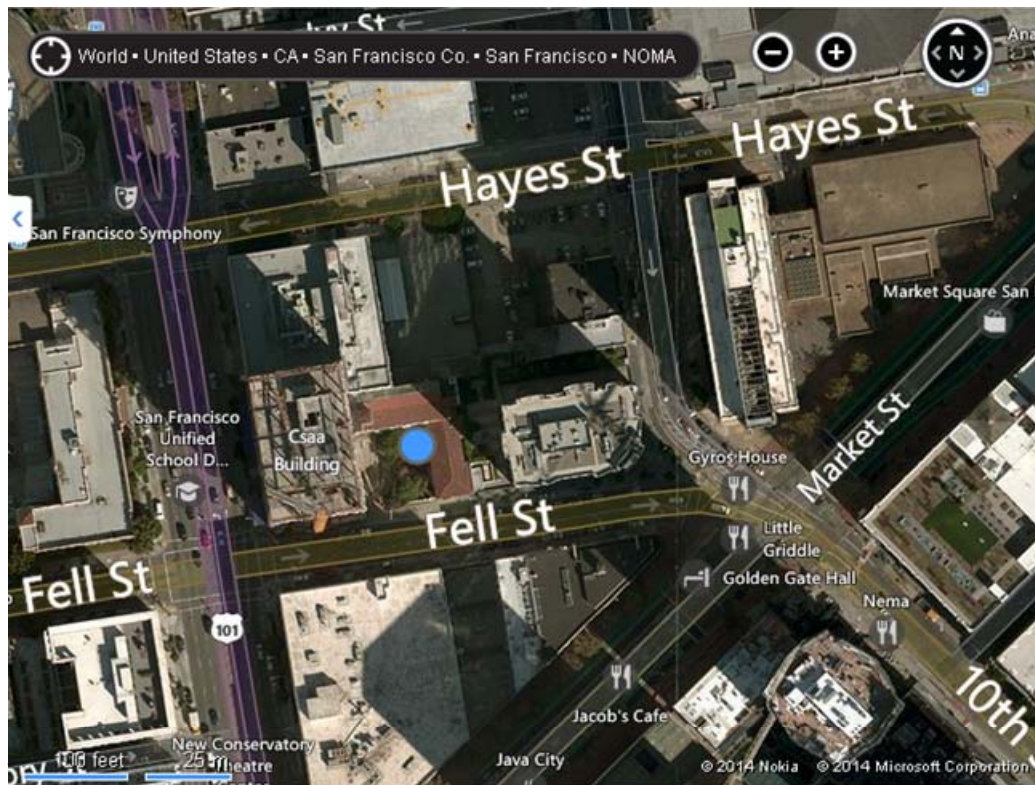 St
World ▪ United States ▪ CA ▪ San Francisco Co. ▪ San Francisco ▪ NOMA
N
Hayes St
Hayes St
San Francisco Symphony
Market Square San
San Francisco
Unified
School D...
Csaa
Building
Gyros House
Market St
Fell St
Little
Griddle
Golden Gate Hall
Fell St
Nema
101
Jacob's Cafe
10th
New Conservatory
Theatre
Java City
100 feet
25 m
© 2014 Nokia © 2014 Microsoft Corporation